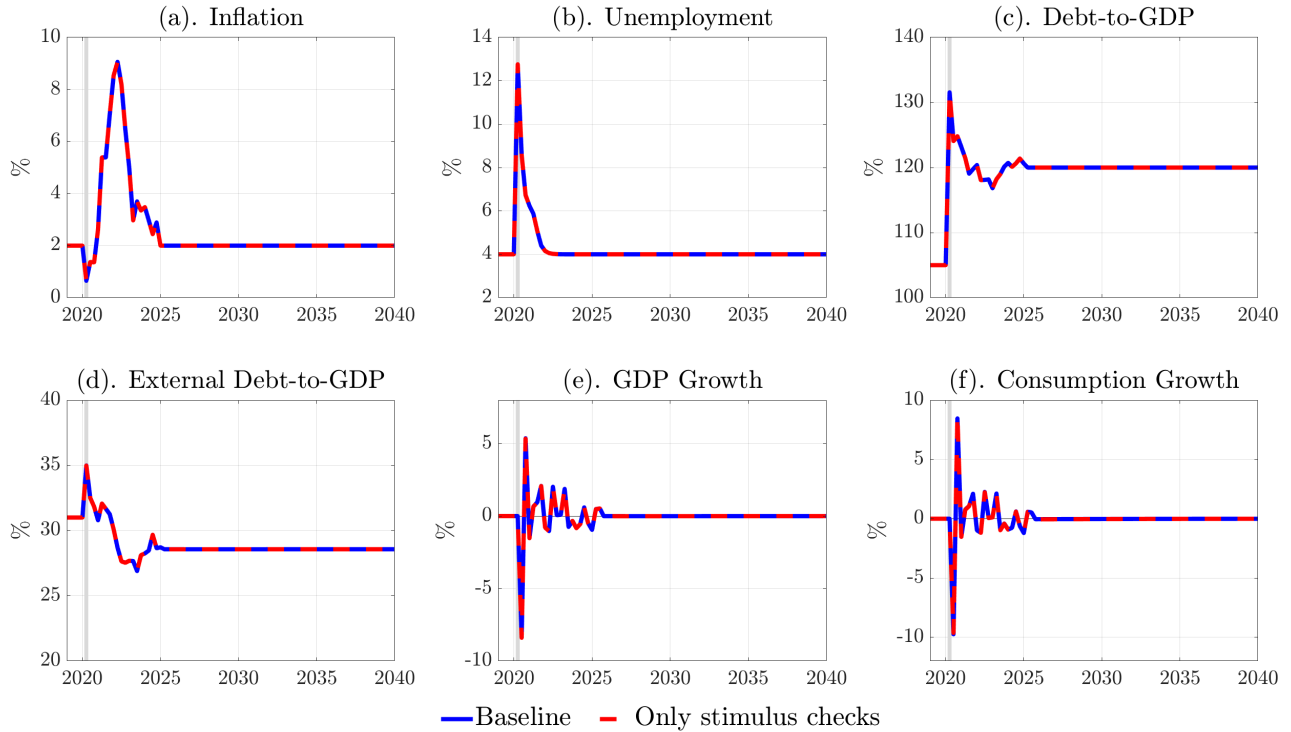 (a). Inflation
(b). Unemployment
(c). Debt-to-GDP
10
8
6
4
2
0
%
2020 2025 2030 2035 2040
14
12
10
8
6
4
2
%
2020 2025 2030 2035 2040
140
130
120
110
100
%
2020 2025 2030 2035 2040
(d). External Debt-to-GDP
(e). GDP Growth
(f). Consumption Growth
40
35
30
25
20
%
2020 2025 2030 2035 2040
5
0
-5
-10
%
2020 2025 2030 2035 2040
10
5
0
-5
-10
%
2020 2025 2030 2035 2040
Baseline Only stimulus checks